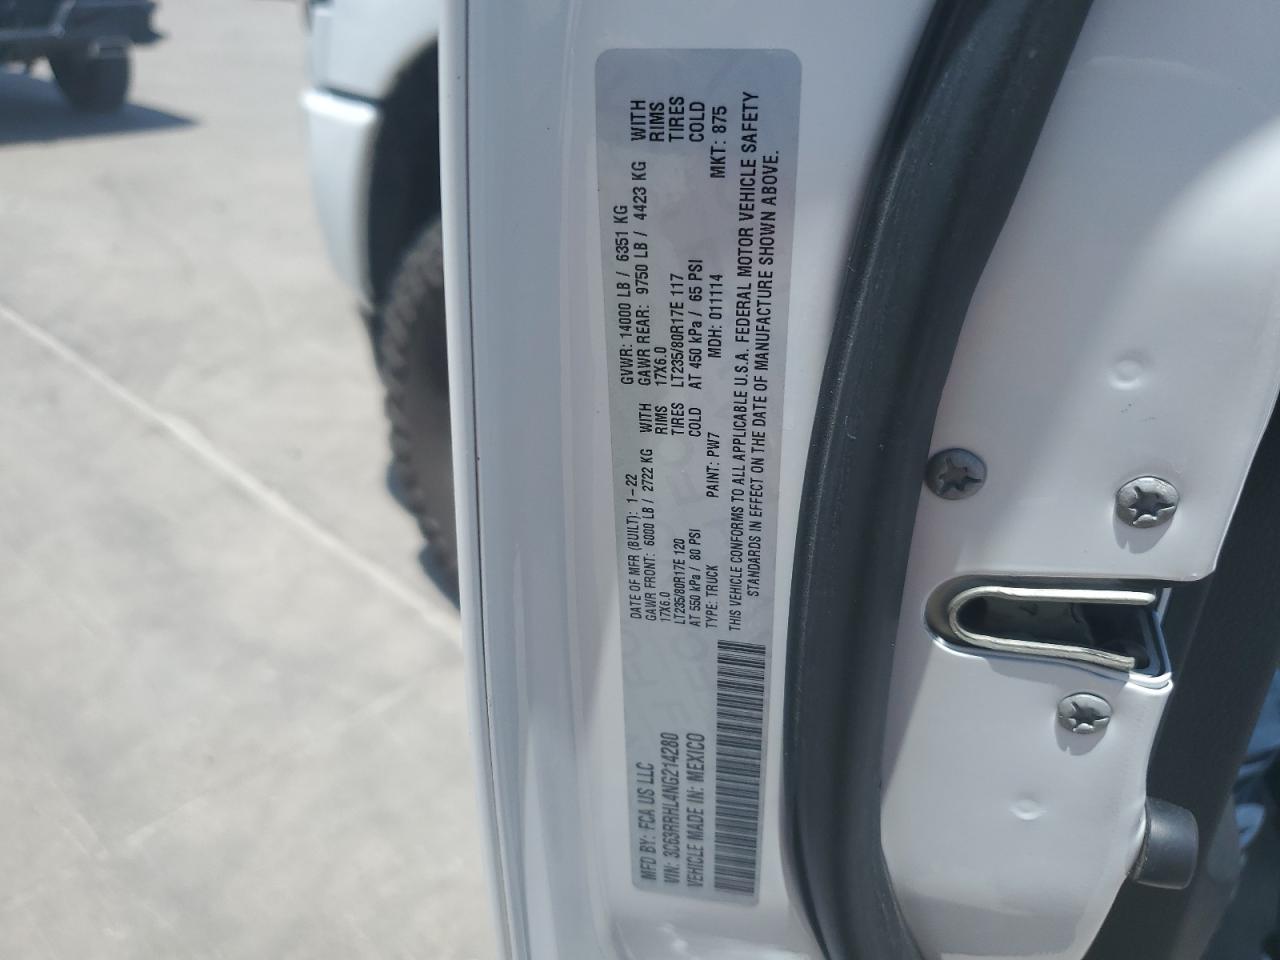 MFD BY: FCA US LLC
VIN: 3C63RRHL4NG214280
VEHICLE MADE IN: MEXICO
DATE OF MFR (BUILT): 1-22 GVWR: 14000 LB / 6351 KG
GAWR FRONT: 6000 LB / 2722 KG WITH GAWR REAR: 9750 LB / 4423 KG WITH
17X6.0 RIMS 17X6.0 RIMS
LT235/80R17E 120 TIRES LT235/80R17E 117 TIRES
AT 550 kPa / 80 PSI COLD AT 450 kPa / 65 PSI COLD
TYPE: TRUCK PAINT: PW7 MDH: 011114 MKT: 875
THIS VEHICLE CONFORMS TO ALL APPLICABLE U.S.A. FEDERAL MOTOR VEHICLE SAFETY
STANDARDS IN EFFECT ON THE DATE OF MANUFACTURE SHOWN ABOVE.